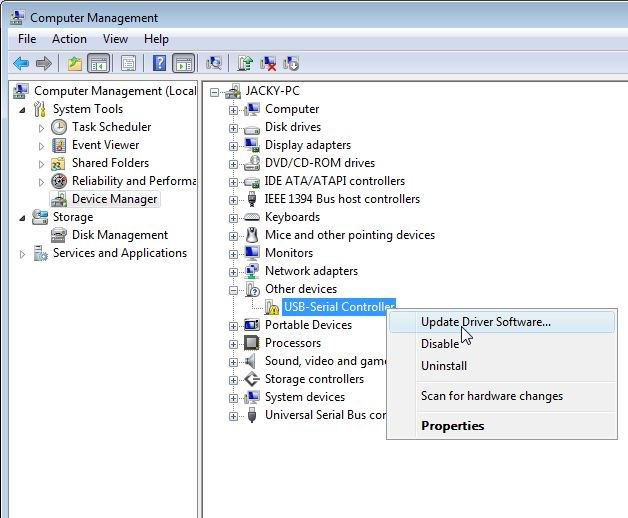 Computer Management
File Action View Help
Computer Management (Local
System Tools
Task Scheduler
Event Viewer
Shared Folders
Reliability and Performa
Device Manager
Storage
Disk Management
Services and Applications
JACKY-PC
Computer
Disk drives
Display adapters
DVD/CD-ROM drives
IDE ATA/ATAPI controllers
IEEE 1394 Bus host controllers
Keyboards
Mice and other pointing devices
Monitors
Network adapters
Other devices
USB-Serial Controller
Portable Devices
Processors
Sound, video and game
Storage controllers
System devices
Universal Serial Bus con
Update Driver Software...
Disable
Uninstall
Scan for hardware changes
Properties